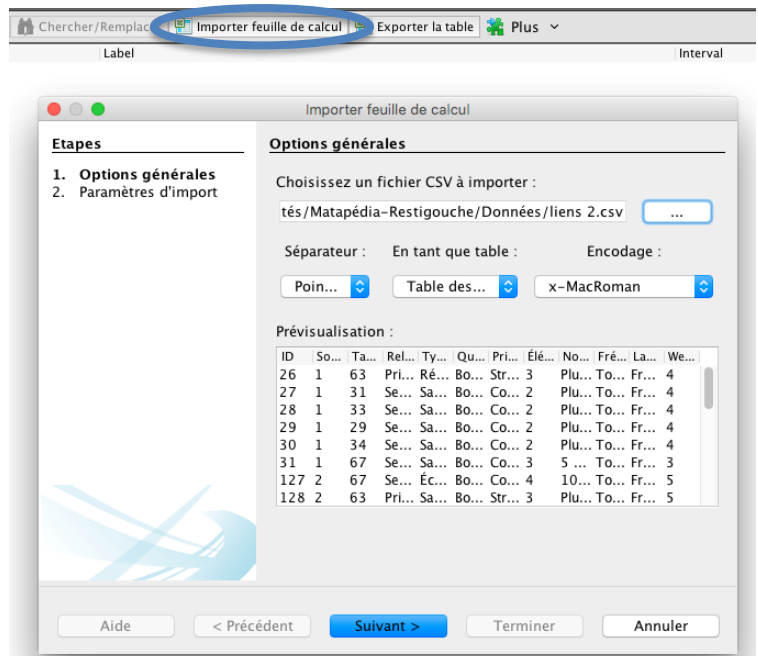 Chercher/Remplac Importer feuille de calcul Exporter la table Plus
Label Interval
Importer feuille de calcul
Etapes
1. Options générales
2. Paramètres d'import
Options générales
Choisissez un fichier CSV à importer :
tés/Matapédia-Restigouche/Données/liens 2.csv ...
Séparateur : En tant que table : Encodage :
Poin... Table des... x-MacRoman
Prévisualisation :
ID So... Ta... Rel... Ty... Qu... Pri... Élé... No... Fré... La... We...
26 1 63 Pri... Ré... Bo... Str... 3 Plu... To... Fr... 4
27 1 31 Se... Sa... Bo... Co... 2 Plu... To... Fr... 4
28 1 33 Se... Sa... Bo... Co... 2 Plu... To... Fr... 4
29 1 29 Se... Sa... Bo... Co... 2 Plu... To... Fr... 4
30 1 34 Se... Sa... Bo... Co... 2 Plu... To... Fr... 4
31 1 67 Se... Sa... Bo... Co... 3 5 ... To... Fr... 3
127 2 67 Se... Éc... Bo... Co... 4 10... To... Fr... 5
128 2 63 Pri... Sa... Bo... Str... 3 Plu... To... Fr... 5
Aide < Précédent Suivant > Terminer Annuler